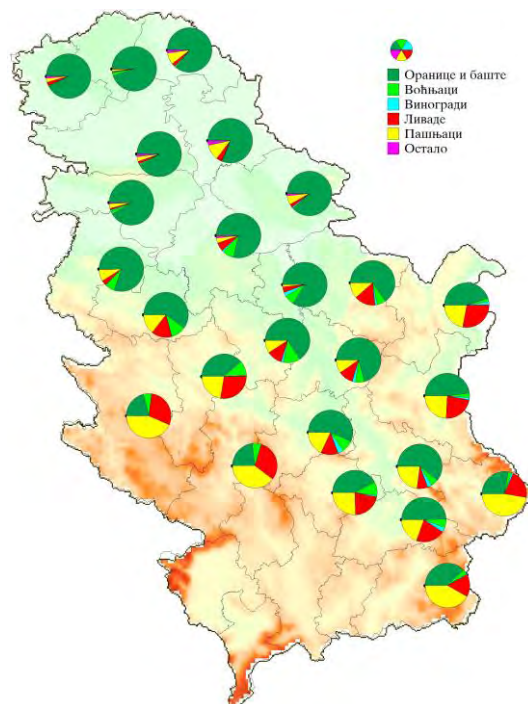 Оранице и баште
Воћњаци
Виногради
Ливаде
Пашњаци
Остало